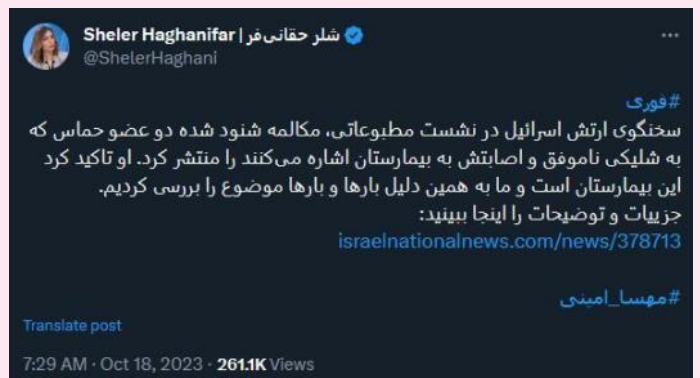 Sheler Haghanifar | شلر حقانی‌فر
@ShelerHaghani
#فوری
سخنگوی ارتش اسرائیل در نشست مطبوعاتی، مکالمه شنود شده دو عضو حماس که
به شلیکی ناموفق و اصابتش به بیمارستان اشاره می‌کنند را منتشر کرد. او تاکید کرد
این بیمارستان است و ما به همین دلیل بارها و بارها موضوع را بررسی کردیم.
جزییات و توضیحات را اینجا ببینید:
israelnationalnews.com/news/378713
#مهسا_امینی
Translate post
7:29 AM · Oct 18, 2023 · 261.1K Views